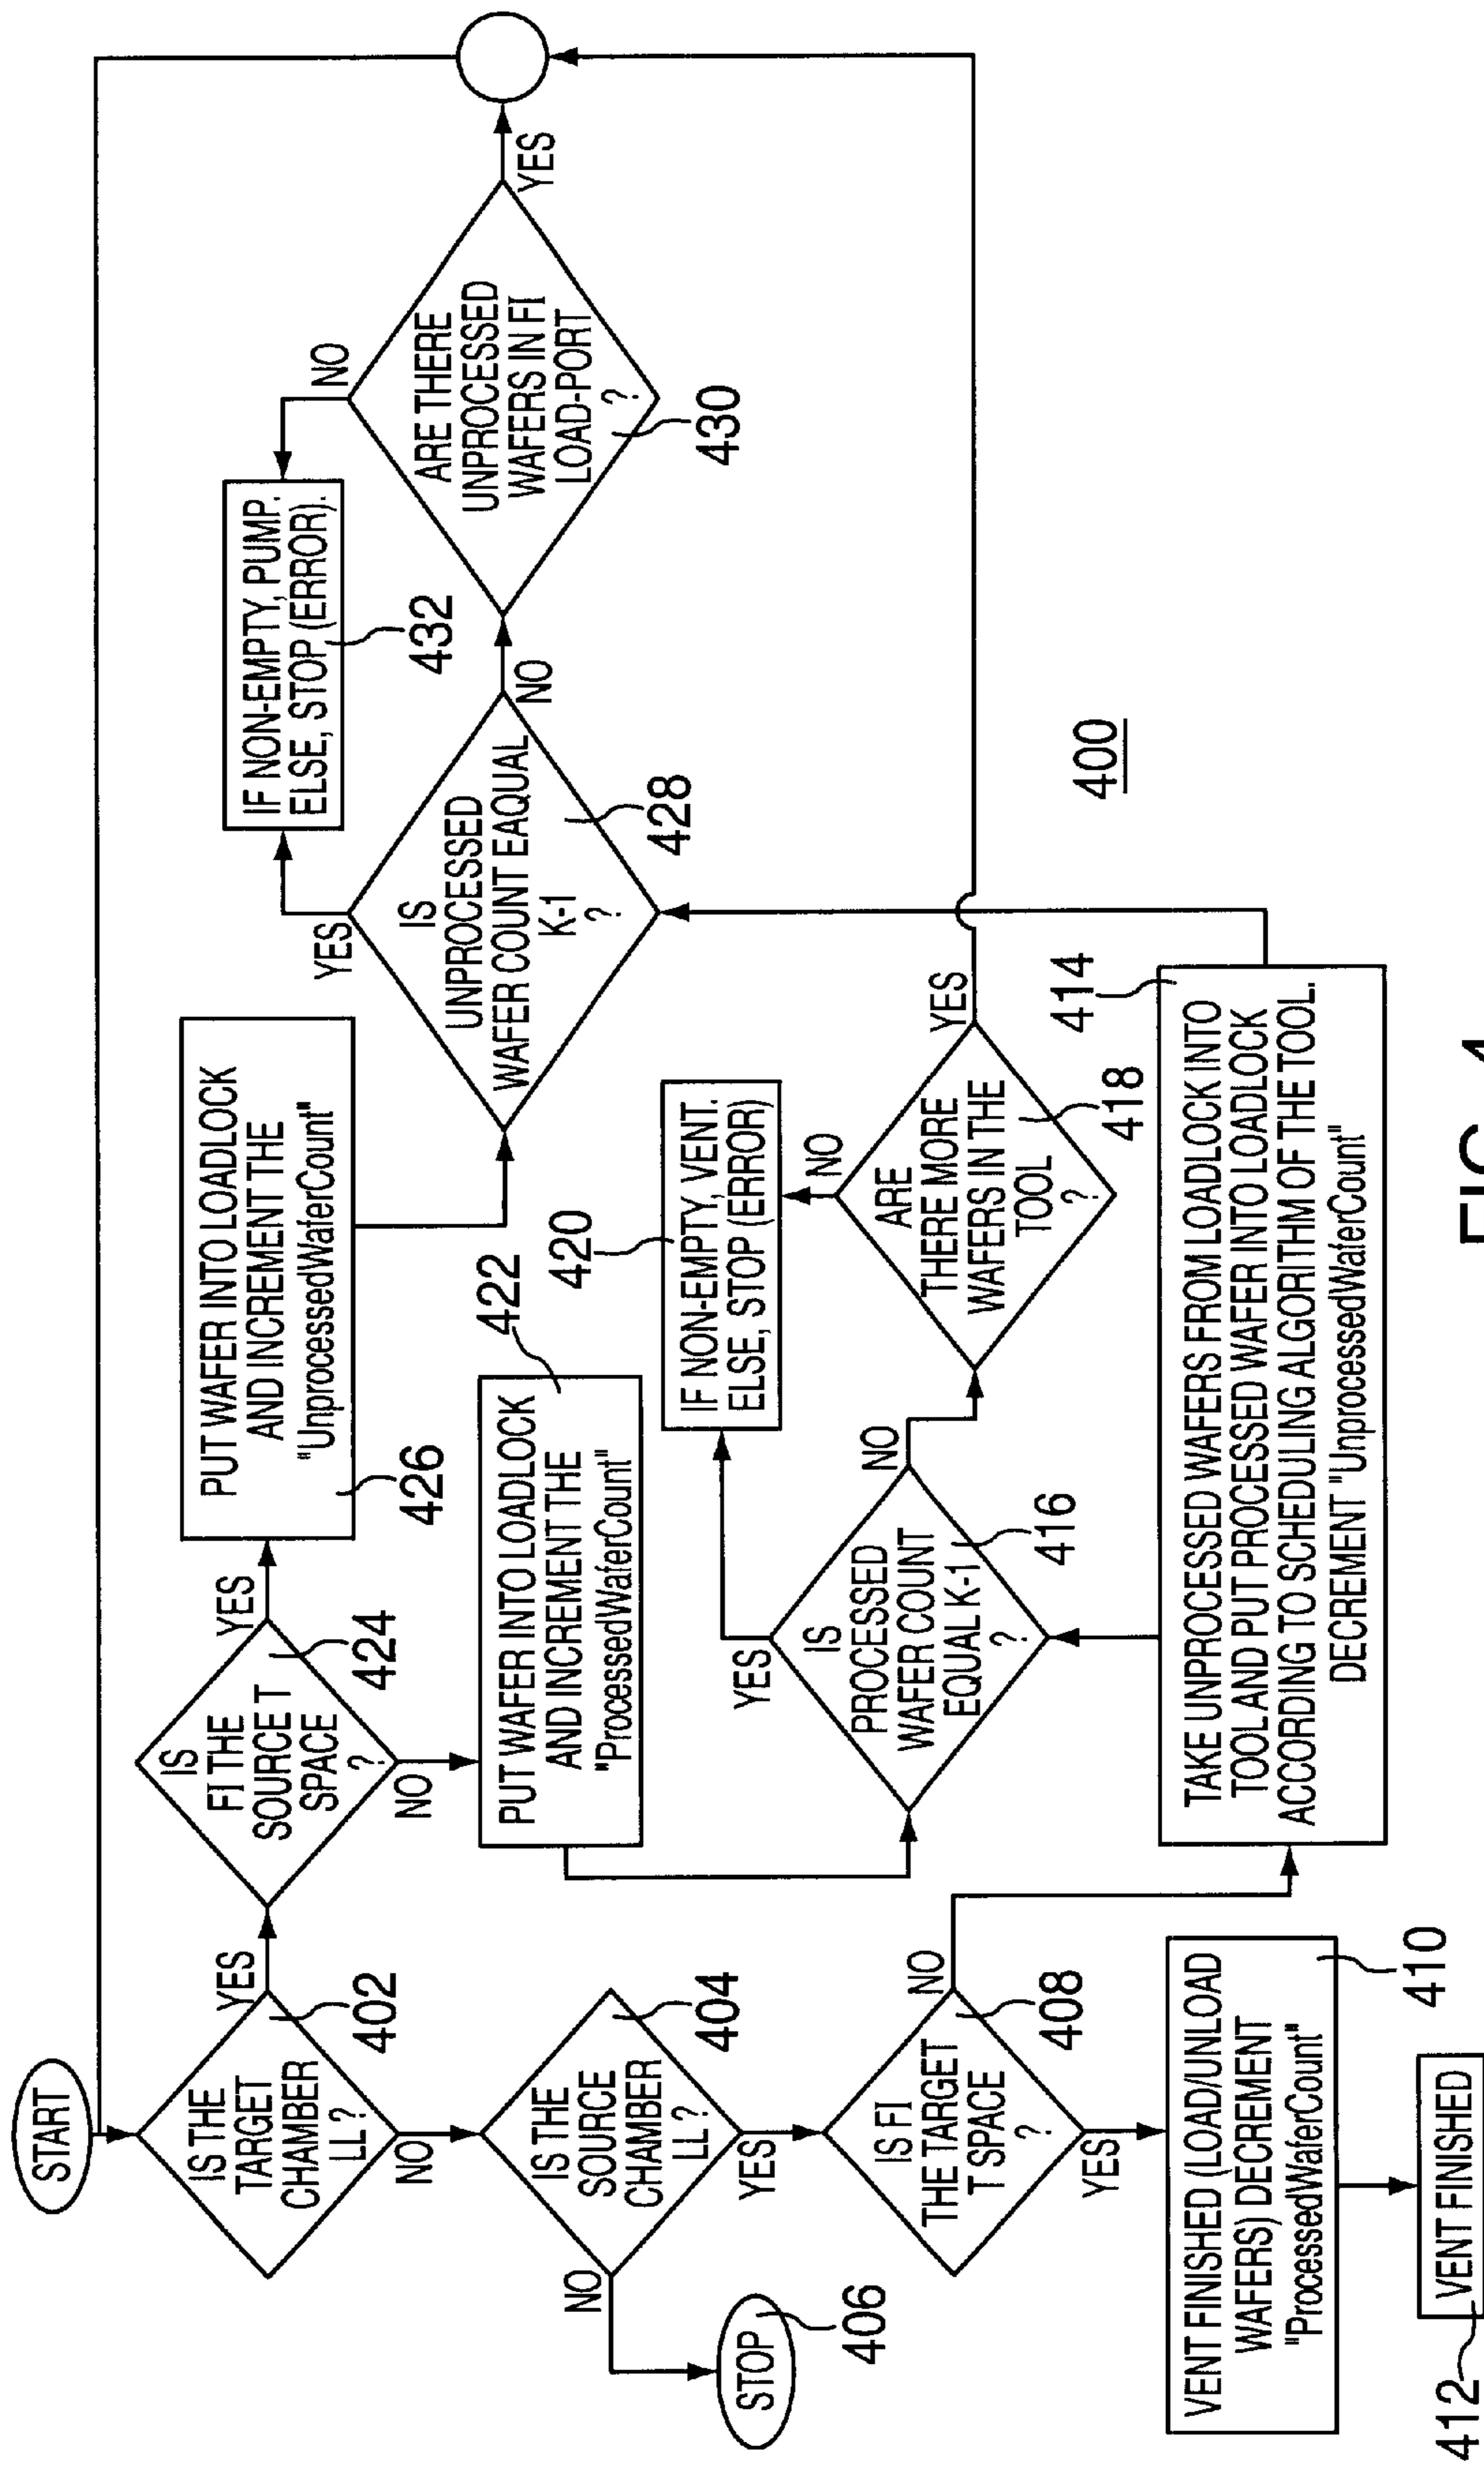 START
IS THE
TARGET
CHAMBER
LL ?
402
YES
NO
IS
FI THE
SOURCE T
SPACE
?
424
YES
NO
PUT WAFER INTO LOADLOCK
AND INCREMENT THE
"UnprocessedWaferCount"
426
IS
UNPROCESSED
WAFER COUNT EAQUAL
K-1
?
428
YES
NO
IF NON-EMPTY, PUMP.
ELSE, STOP (ERROR).
432
ARE THERE
UNPROCESSED
WAFERS IN FI
LOAD-PORT
?
430
NO
YES
IS THE
SOURCE
CHAMBER
LL ?
404
NO
YES
STOP
406
PUT WAFER INTO LOADLOCK
AND INCREMENT THE
"ProcessedWaferCount"
422
IS
PROCESSED
WAFER COUNT
EQUAL K-1
?
416
YES
NO
IF NON-EMPTY, VENT.
ELSE, STOP (ERROR)
420
ARE
THERE MORE
WAFERS IN THE
TOOL
?
418
NO
YES
IS FI
THE TARGET
T SPACE
?
408
NO
YES
VENT FINISHED (LOAD/UNLOAD
WAFERS) DECREMENT
"ProcessedWaferCount"
410
VENT FINISHED
412
TAKE UNPROCESSED WAFERS FROM LOADLOCK INTO
TOOL AND PUT PROCESSED WAFER INTO LOADLOCK
ACCORDING TO SCHEDULING ALGORITHM OF THE TOOL.
DECREMENT "UnprocessedWaferCount"
414
400